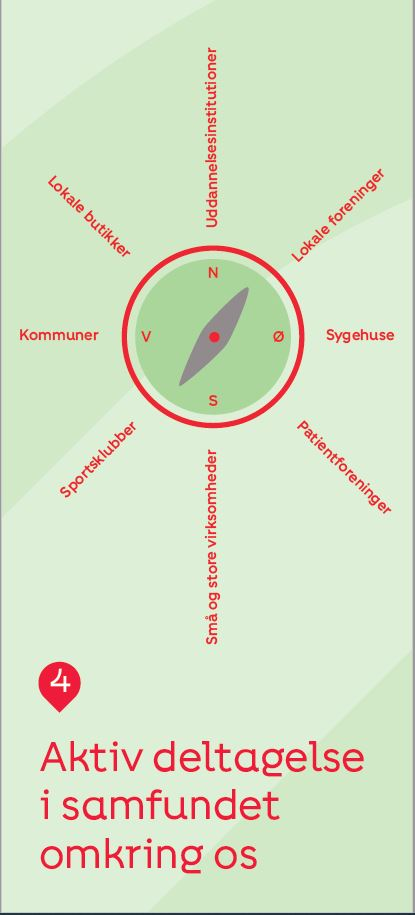 Uddannelsesinstitutioner
Lokale butikker
Lokale foreninger
N
Kommuner
V
Ø
Sygehuse
S
Sportsklubber
Patientforeninger
Små og store virksomheder
4
Aktiv deltagelse
i samfundet
omkring os